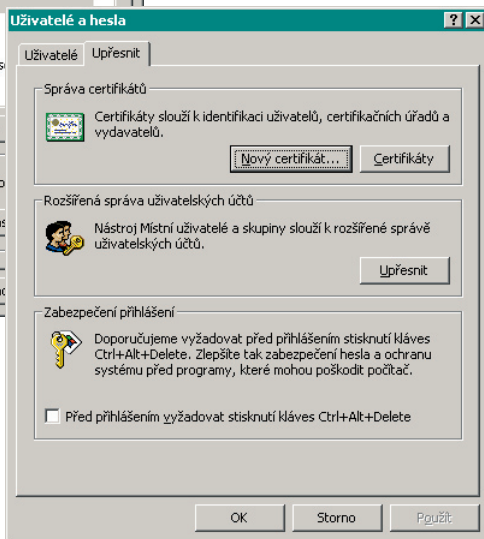 Uživatelé a hesla
Uživatelé
Upřesnit
Správa certifikátů
Certifikáty slouží k identifikaci uživatelů, certifikačních úřadů a
vydavatelů.
Nový certifikát...
Certifikáty
Rozšířená správa uživatelských účtů
Nástroj Místní uživatelé a skupiny slouží k rozšířené správě
uživatelských účtů.
Upřesnit
Zabezpečení přihlášení
Doporučujeme vyžadovat před přihlášením stisknutí kláves
Ctrl+Alt+Delete. Zlepšíte tak zabezpečení hesla a ochranu
systému před programy, které mohou poškodit počítač.
Před přihlášením vyžadovat stisknutí kláves Ctrl+Alt+Delete
OK
Storno
Použít